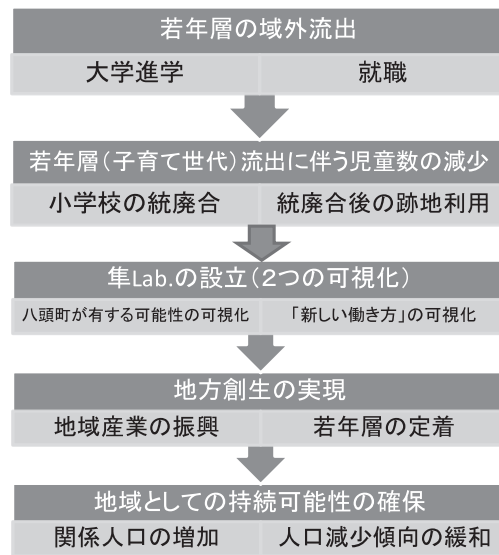 若年層の域外流出
大学進学 就職
若年層（子育て世代）流出に伴う児童数の減少
小学校の統廃合 統廃合後の跡地利用
隼Lab.の設立（2つの可視化）
八頭町が有する可能性の可視化 「新しい働き方」の可視化
地方創生の実現
地域産業の振興 若年層の定着
地域としての持続可能性の確保
関係人口の増加 人口減少傾向の緩和